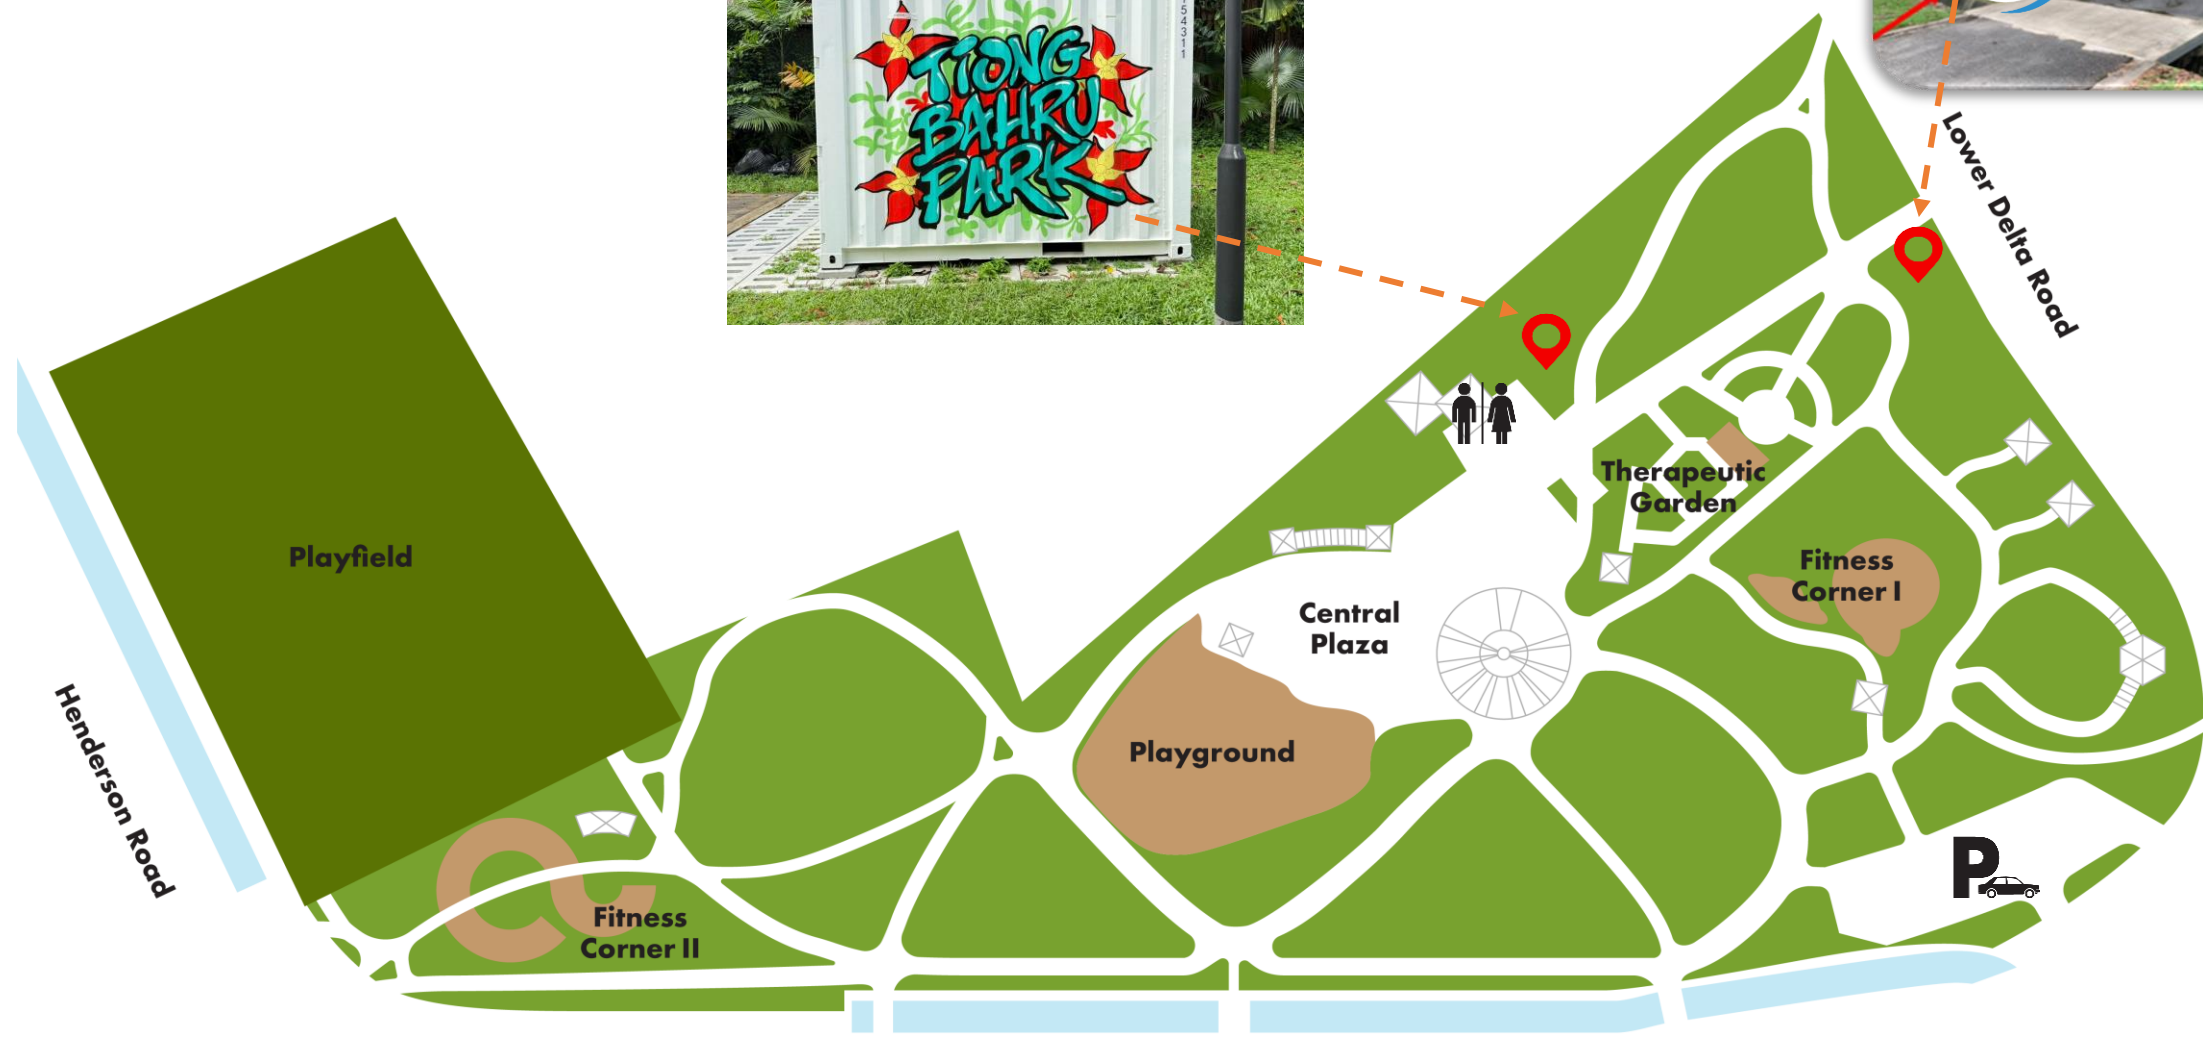 TIONG
BAHRU
PARK
54311
Lower Delta Road
Playfield
Therapeutic
Garden
Fitness
Corner I
Central
Plaza
Playground
Henderson Road
Fitness
Corner II
P